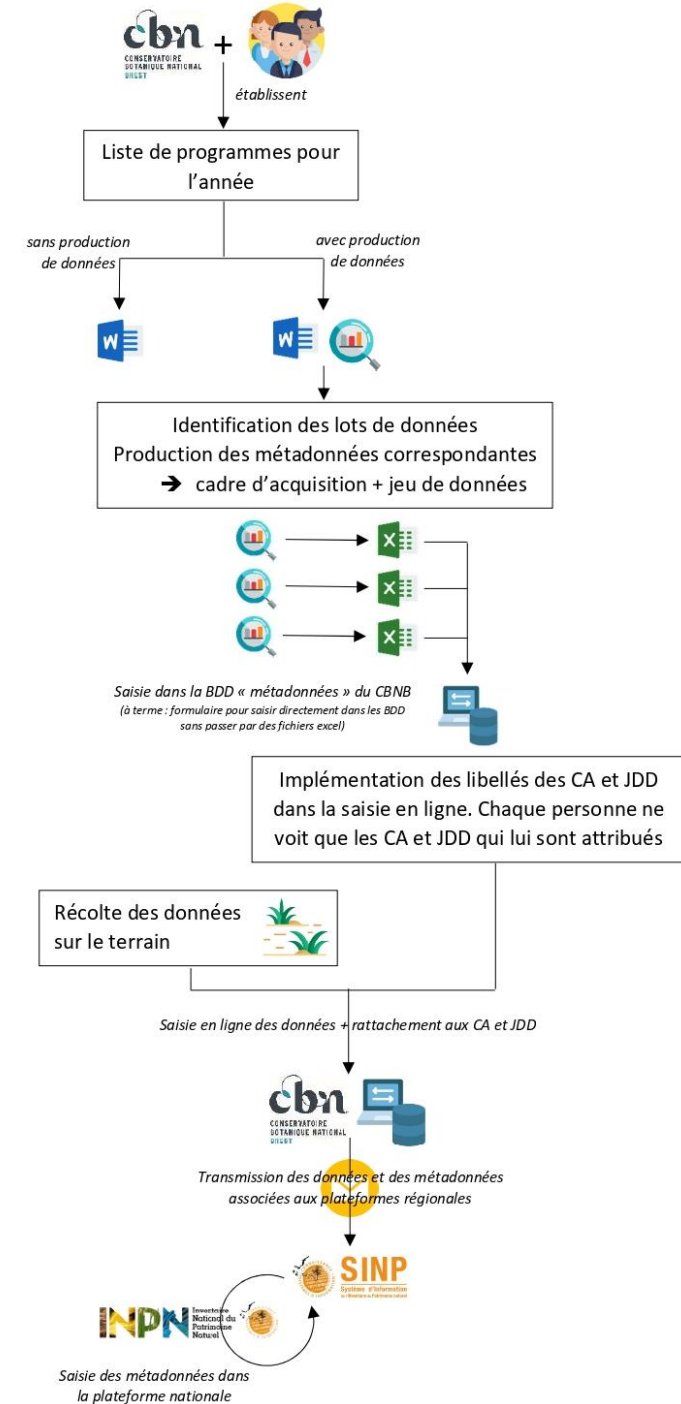 cbn
CONSERVATOIRE
BOTANIQUE NATIONAL
BREST
+
établissent
Liste de programmes pour
l'année
sans production
de données
avec production
de données
W
W
Identification des lots de données
Production des métadonnées correspondantes
➔ cadre d'acquisition + jeu de données
X
X
X
Saisie dans la BDD « métadonnées » du CBNB
(à terme : formulaire pour saisir directement dans les BDD
sans passer par des fichiers excel)
Implémentation des libellés des CA et JDD
dans la saisie en ligne. Chaque personne ne
voit que les CA et JDD qui lui sont attribués
Récolte des données
sur le terrain
Saisie en ligne des données + rattachement aux CA et JDD
cbn
CONSERVATOIRE
BOTANIQUE NATIONAL
BREST
Transmission des données et des métadonnées
associées aux plateformes régionales
SINP
Système d'Information
INPN
Inventaire
National du
Patrimoine
Naturel
Saisie des métadonnées dans
la plateforme nationale